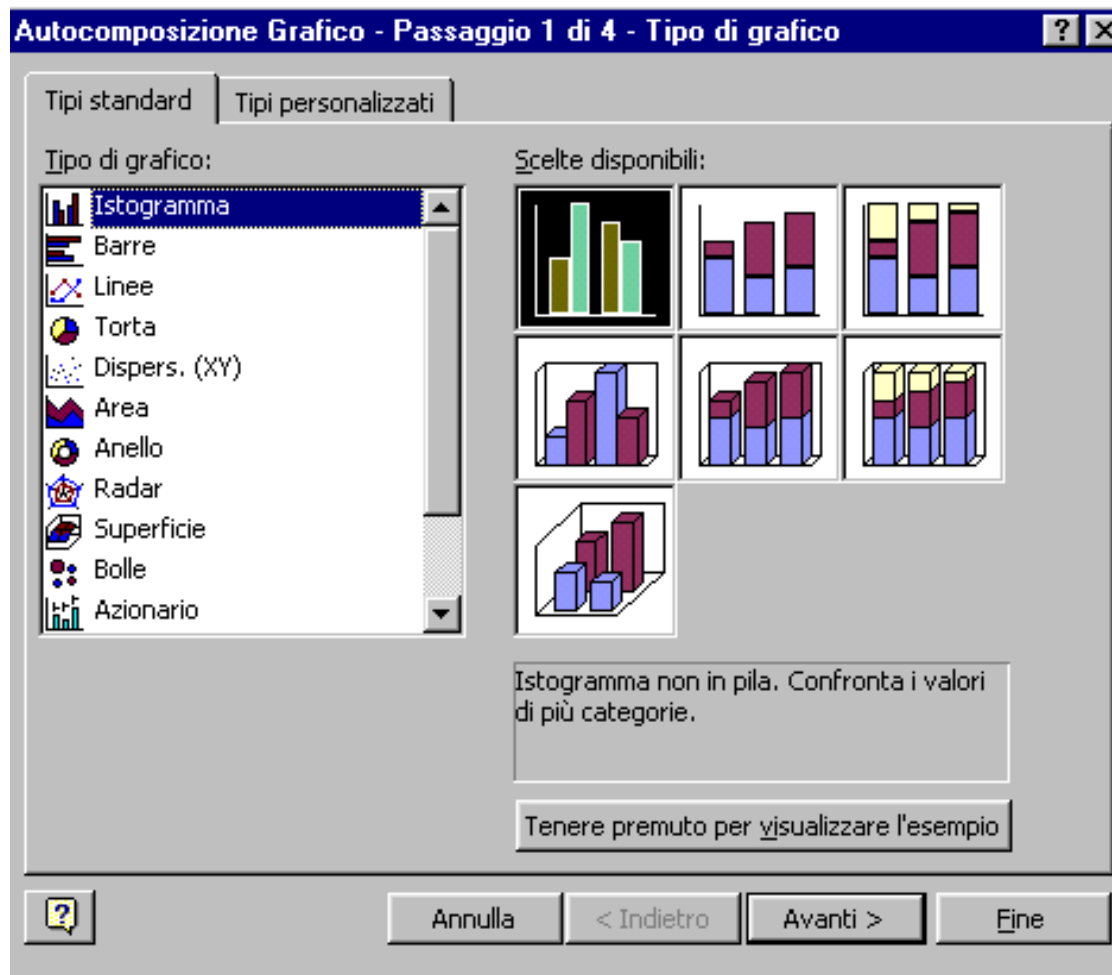 Autocomposizione Grafico - Passaggio 1 di 4 - Tipo di grafico
Tipi standard
Tipi personalizzati
Tipo di grafico:
Istogramma
Barre
Linee
Torta
Dispers. (XY)
Area
Anello
Radar
Superficie
Bolle
Azionario
Scelte disponibili:
Istogramma non in pila. Confronta i valori
di più categorie.
Tenere premuto per visualizzare l'esempio
Annulla
< Indietro
Avanti >
Fine